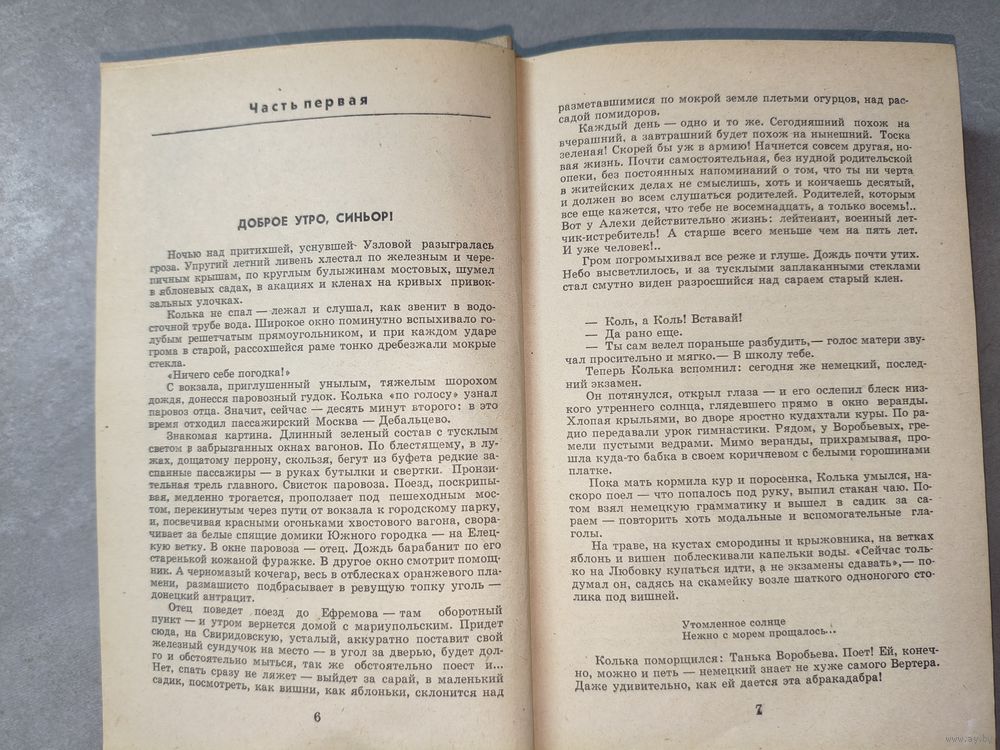 Часть первая
ДОБРОЕ УТРО, СИНЬОР!
Ночью над притихшей, уснувшей Узловой разыгралась
гроза. Упругий летний ливень хлестал по железным и чере-
пичным крышам, по круглым булыжинам мостовых, шумел
в яблоневых садах, в акациях и кленах на кривых привок-
зальных улочках.
Колька не спал — лежал и слушал, как звенит в водо-
сточной трубе вода. Широкое окно поминутно вспыхивало го-
лубым решетчатым прямоугольником, и при каждом ударе
грома в старой, рассохшейся раме тонко дребезжали мокрые
стекла.
«Ничего себе погодка!»
С вокзала, приглушенный унылым, тяжелым шорохом
дождя, донесся паровозный гудок. Колька «по голосу» узнал
паровоз отца. Значит, сейчас — десять минут второго: в это
время отходил пассажирский Москва — Дебальцево.
Знакомая картина. Длинный зеленый состав с тусклым
светом в забрызганных окнах вагонов. По блестящему, в лу-
жах, дощатому перрону, скользя, бегут из буфета редкие за-
спанные пассажиры — в руках бутылки и свертки. Пронзи-
тельная трель главного. Свисток паровоза. Поезд, поскрипы-
вая, медленно трогается, проползает под пешеходным мос-
том, перекинутым через пути от вокзала к городскому парку,
и, посвечивая красными огоньками хвостового вагона, свора-
чивает за белые спящие домики Южного городка — на Елец-
кую ветку. В окне паровоза — отец. Дождь барабанит по его
старенькой кожаной фуражке. В другое окно смотрит помощ-
ник. А черномазый кочегар, весь в отблесках оранжевого пла-
мени, размашисто подбрасывает в ревущую топку уголь —
донецкий антрацит.
Отец поведет поезд до Ефремова — там оборотный
пункт — и утром вернется домой с мариупольским. Придет
сюда, на Свиридовскую, усталый, аккуратно поставит свой
железный сундучок на место — в угол за дверью, будет дол-
го и обстоятельно мыться, так же обстоятельно поест и...
Нет, спать сразу не ляжет — выйдет за сарай, в маленький
садик, посмотреть, как вишни, как яблоньки, склонится над
6
разметавшимися по мокрой земле плетьми огурцов, над рас-
садой помидоров.
Каждый день — одно и то же. Сегодняшний похож на
вчерашний, а завтрашний будет похож на нынешний. Тоска
зеленая! Скорей бы уж в армию! Начнется совсем другая, но-
вая жизнь. Почти самостоятельная, без нудной родительской
опеки, без постоянных напоминаний о том, что ты ни черта
в житейских делах не смыслишь, хоть и кончаешь десятый,
и должен во всем слушаться родителей. Родителей, которым
все еще кажется, что тебе не восемнадцать, а только восемь!..
Вот у Алехи действительно жизнь: лейтенант, военный лет-
чик-истребитель! А старше всего меньше чем на пять лет.
И уже человек!..
Гром погромыхивал все реже и глуше. Дождь почти утих.
Небо высветлилось, и за тусклыми заплаканными стеклами
стал смутно виден разросшийся над сараем старый клен.
— Коль, а Коль! Вставай!
— Да рано еще.
— Ты сам велел пораньше разбудить,— голос матери зву-
чал просительно и мягко.— В школу тебе.
Теперь Колька вспомнил: сегодня же немецкий, послед-
ний экзамен.
Он потянулся, открыл глаза — и его ослепил блеск низ-
кого утреннего солнца, глядевшего прямо в окно веранды.
Хлопая крыльями, во дворе яростно кудахтали куры. По ра-
дио передавали урок гимнастики. Рядом, у Воробьевых, гре-
мели пустыми ведрами. Мимо веранды, прихрамывая, про-
шла куда-то бабка в своем коричневом с белыми горошинами
платке.
Пока мать кормила кур и поросенка, Колька умылся, на-
скоро поел — что попалось под руку, выпил стакан чаю. По-
том взял немецкую грамматику и вышел в садик за са-
раем — повторить хоть модальные и вспомогательные гла-
голы.
На траве, на кустах смородины и крыжовника, на ветках
яблонь и вишен поблескивали капельки воды. «Сейчас толь-
ко на Любовку купаться идти, а не экзамены сдавать»,— по-
думал он, садясь на скамейку возле шаткого одноногого сто-
лика под вишней.
Утомленное солнце
Нежно с морем прощалось...
Колька поморщился: Танька Воробьева. Поет! Ей, конеч-
но, можно и петь — немецкий знает не хуже самого Вертера.
Даже удивительно, как ей дается эта абракадабра!
7
www.ay.by